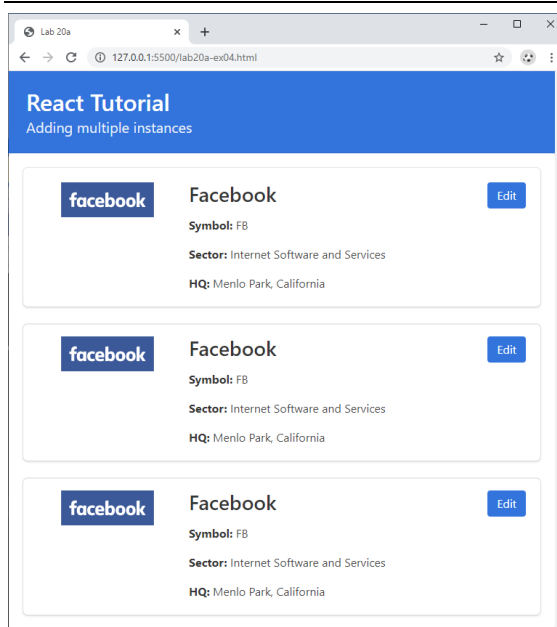 Lab 20a
127.0.0.1:5500/lab20a-ex04.html
React Tutorial
Adding multiple instances
facebook
Facebook
Edit
Symbol: FB
Sector: Internet Software and Services
HQ: Menlo Park, California
facebook
Facebook
Edit
Symbol: FB
Sector: Internet Software and Services
HQ: Menlo Park, California
facebook
Facebook
Edit
Symbol: FB
Sector: Internet Software and Services
HQ: Menlo Park, California